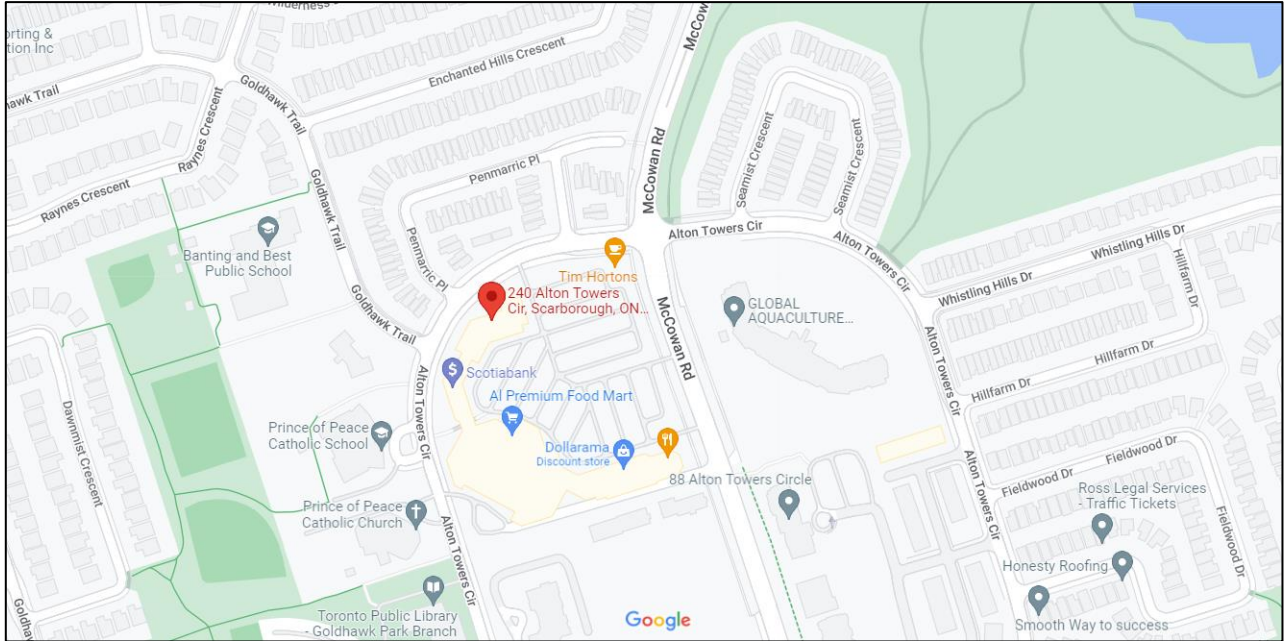 Wilderness Cir
orting &
tion Inc
hawk Trail
Goldhawk Trail
Enchanted Hills Crescent
McCow
Raynes Crescent
Raynes Crescent
Penmarric Pl
McCowan Rd
Seamist Crescent
Seamist Crescent
Goldhawk Trail
Banting and Best
Public School
Penmarric Pl
Alton Towers Cir
Alton Towers Cir
Whistling Hills Dr
Whistling Hills Dr
Hillfarm Dr
Tim Hortons
240 Alton Towers
Cir, Scarborough, ON...
GLOBAL
AQUACULTURE...
Goldhawk Trail
McCowan Rd
Alton Towers Cir
Hillfarm Dr
Scotiabank
Al Premium Food Mart
Alton Towers Cir
Dawnmist Crescent
Prince of Peace
Catholic School
Dollarama
Discount store
88 Alton Towers Circle
Alton Towers Cir
Fieldwood Dr
Fieldwood Dr
Ross Legal Services
- Traffic Tickets
Prince of Peace
Catholic Church
Alton Towers Cir
Fieldwood Dr
Honesty Roofing
Goldh
Toronto Public Library
- Goldhawk Park Branch
Google
Smooth Way to success